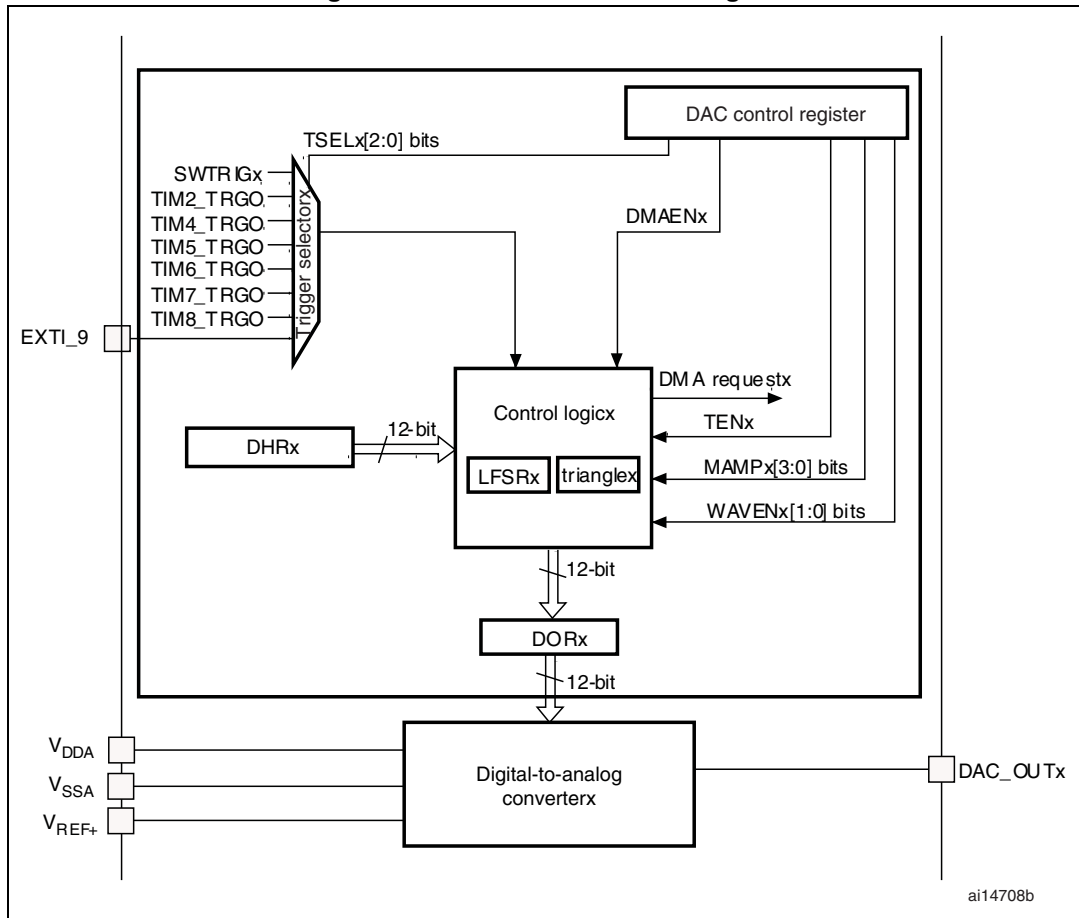 DAC control register
TSELx[2:0] bits
SWTRIGx
TIM2_TRGO
TIM4_TRGO
TIM5_TRGO
TIM6_TRGO
TIM7_TRGO
TIM8_TRGO
Trigger selectorx
DMAENx
EXTI_9
DMA requestx
Control logicx
TENx
12-bit
DHRx
LFSRx
trianglex
MAMPx[3:0] bits
WAVENx[1:0] bits
12-bit
DORx
12-bit
VDDA
VSSA
VREF+
Digital-to-analog
converterx
DAC_OUTx
ai14708b